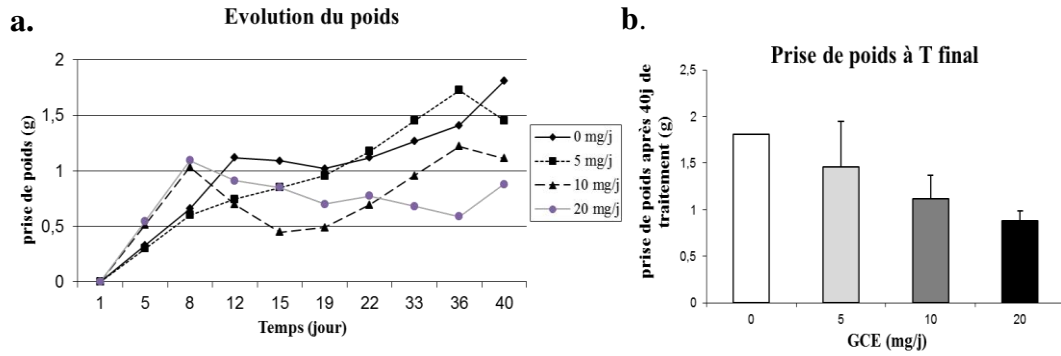 a.
Evolution du poids
prise de poids (g)
2
1,5
1
0,5
0
1 5 8 12 15 19 22 33 36 40
Temps (jour)
0 mg/j
5 mg/j
10 mg/j
20 mg/j
b.
Prise de poids à T final
prise de poids après 40j de
traitement (g)
2,5
2
1,5
1
0,5
0
0 5 10 20
GCE (mg/j)